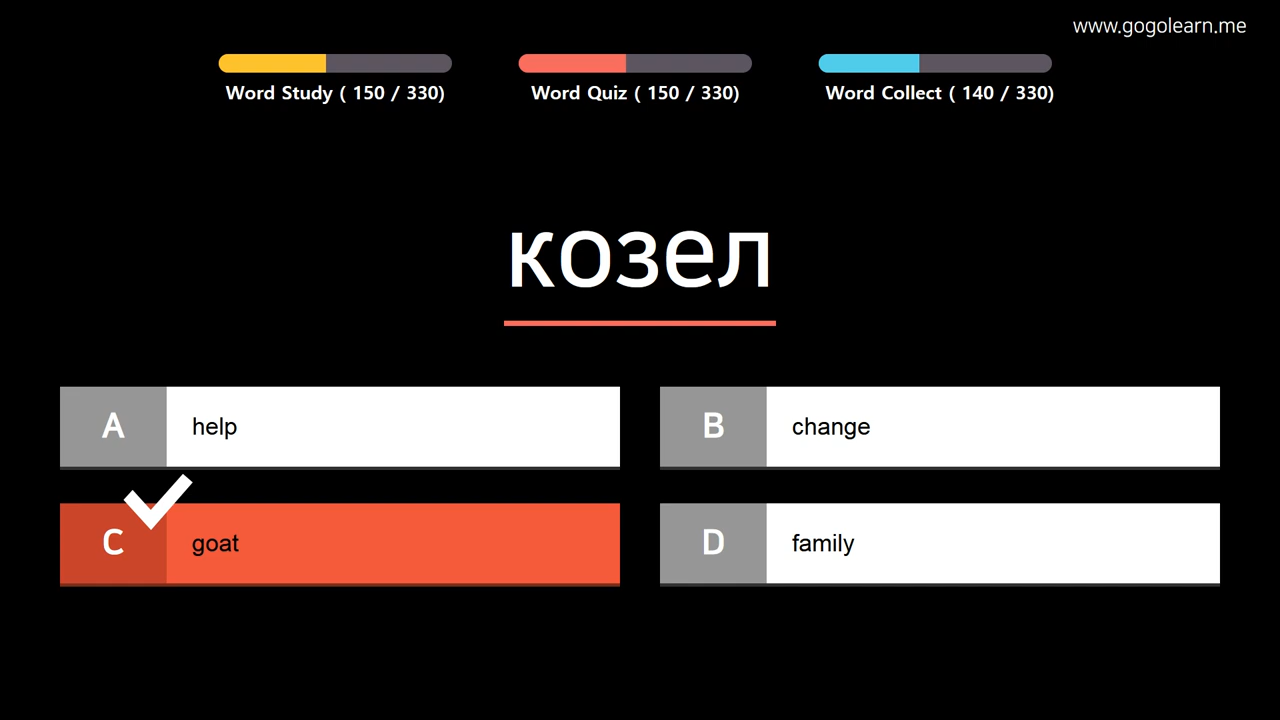 www.gogolearn.me
Word Study ( 150 / 330)
Word Quiz ( 150 / 330)
Word Collect ( 140 / 330)
козел
A help
B change
C goat
D family